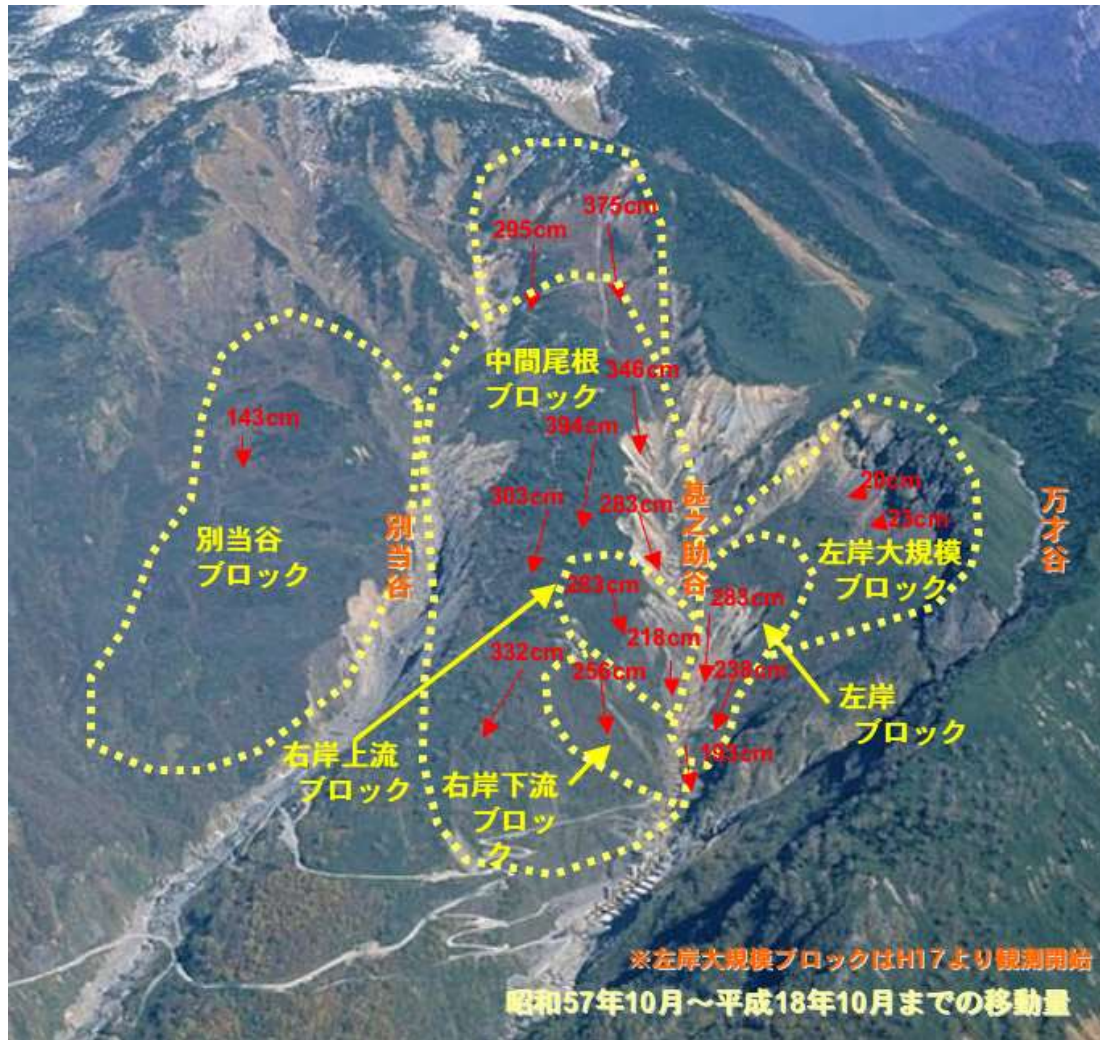 375cm
295cm
中間尾根
ブロック
346cm
394cm
143cm
303cm
283cm
甚之助谷
20cm
23cm
万才谷
別当谷
ブロック
別当谷
左岸大規模
ブロック
283cm
283cm
218cm
332cm
256cm
238cm
左岸
ブロック
193cm
右岸上流
ブロック
右岸下流
ブロッ
ク
※左岸大規模ブロックはH17より観測開始
昭和57年10月～平成18年10月までの移動量